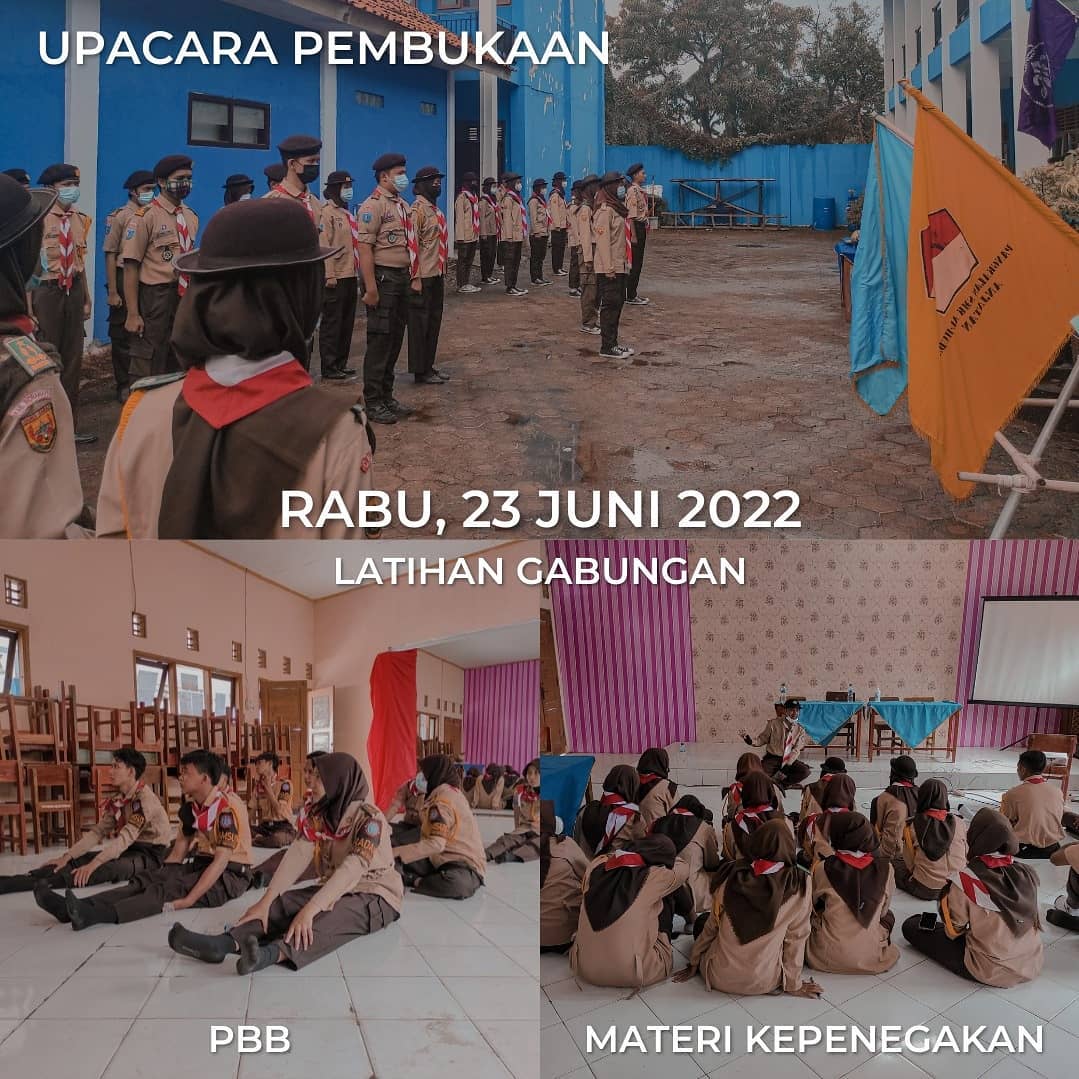 UPACARA PEMBUKAAN
RABU, 23 JUNI 2022
LATIHAN GABUNGAN
PBB
MATERI KEPENEGAKAN